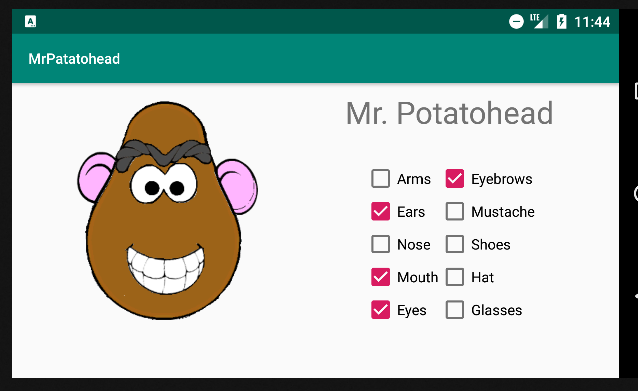 A
LTE 11:44
MrPatatohead
Mr. Potatohead
Arms Eyebrows
Ears Mustache
Nose Shoes
Mouth Hat
Eyes Glasses